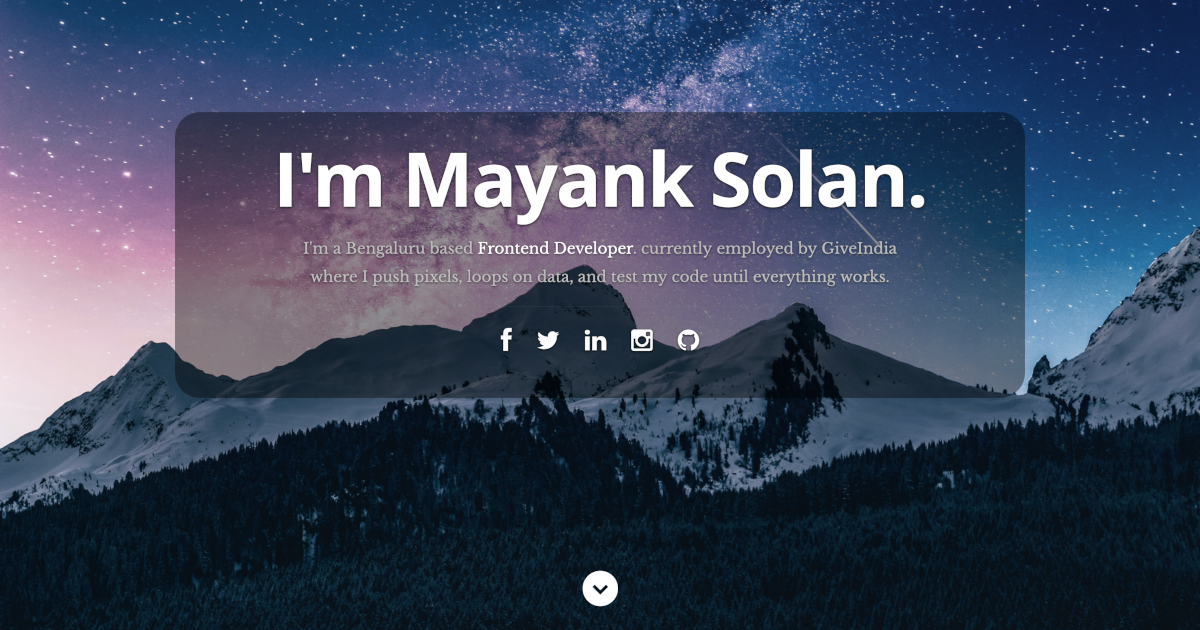 I'm Mayank Solan.
I'm a Bengaluru based Frontend Developer. currently employed by GiveIndia
where I push pixels, loops on data, and test my code until everything works.